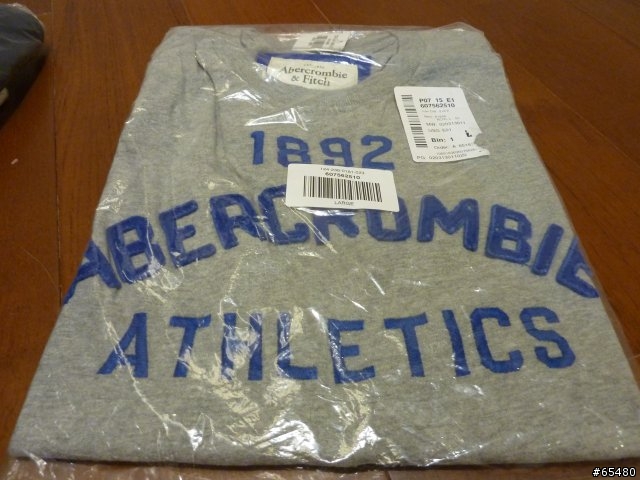 Abercrombie
& Fitch
P07 15 E1
607562510
Bin: 1
1892
607562510
LARGE
ABERCROMBIE
ATHLETICS
#65480